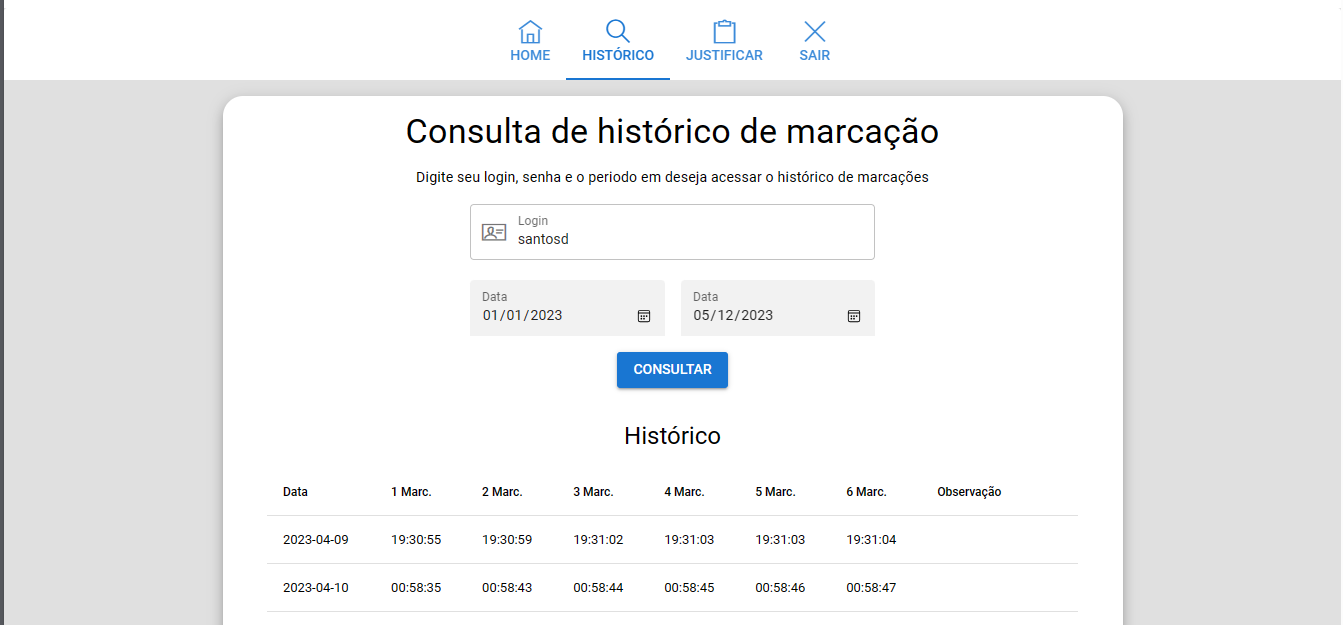 HOME HISTÓRICO JUSTIFICAR SAIR
Consulta de histórico de marcação
Digite seu login, senha e o periodo em deseja acessar o histórico de marcações
Login
santosd
Data Data
01/01/2023 05/12/2023
CONSULTAR
Histórico
Data 1 Marc. 2 Marc. 3 Marc. 4 Marc. 5 Marc. 6 Marc. Observação
2023-04-09 19:30:55 19:30:59 19:31:02 19:31:03 19:31:03 19:31:04
2023-04-10 00:58:35 00:58:43 00:58:44 00:58:45 00:58:46 00:58:47